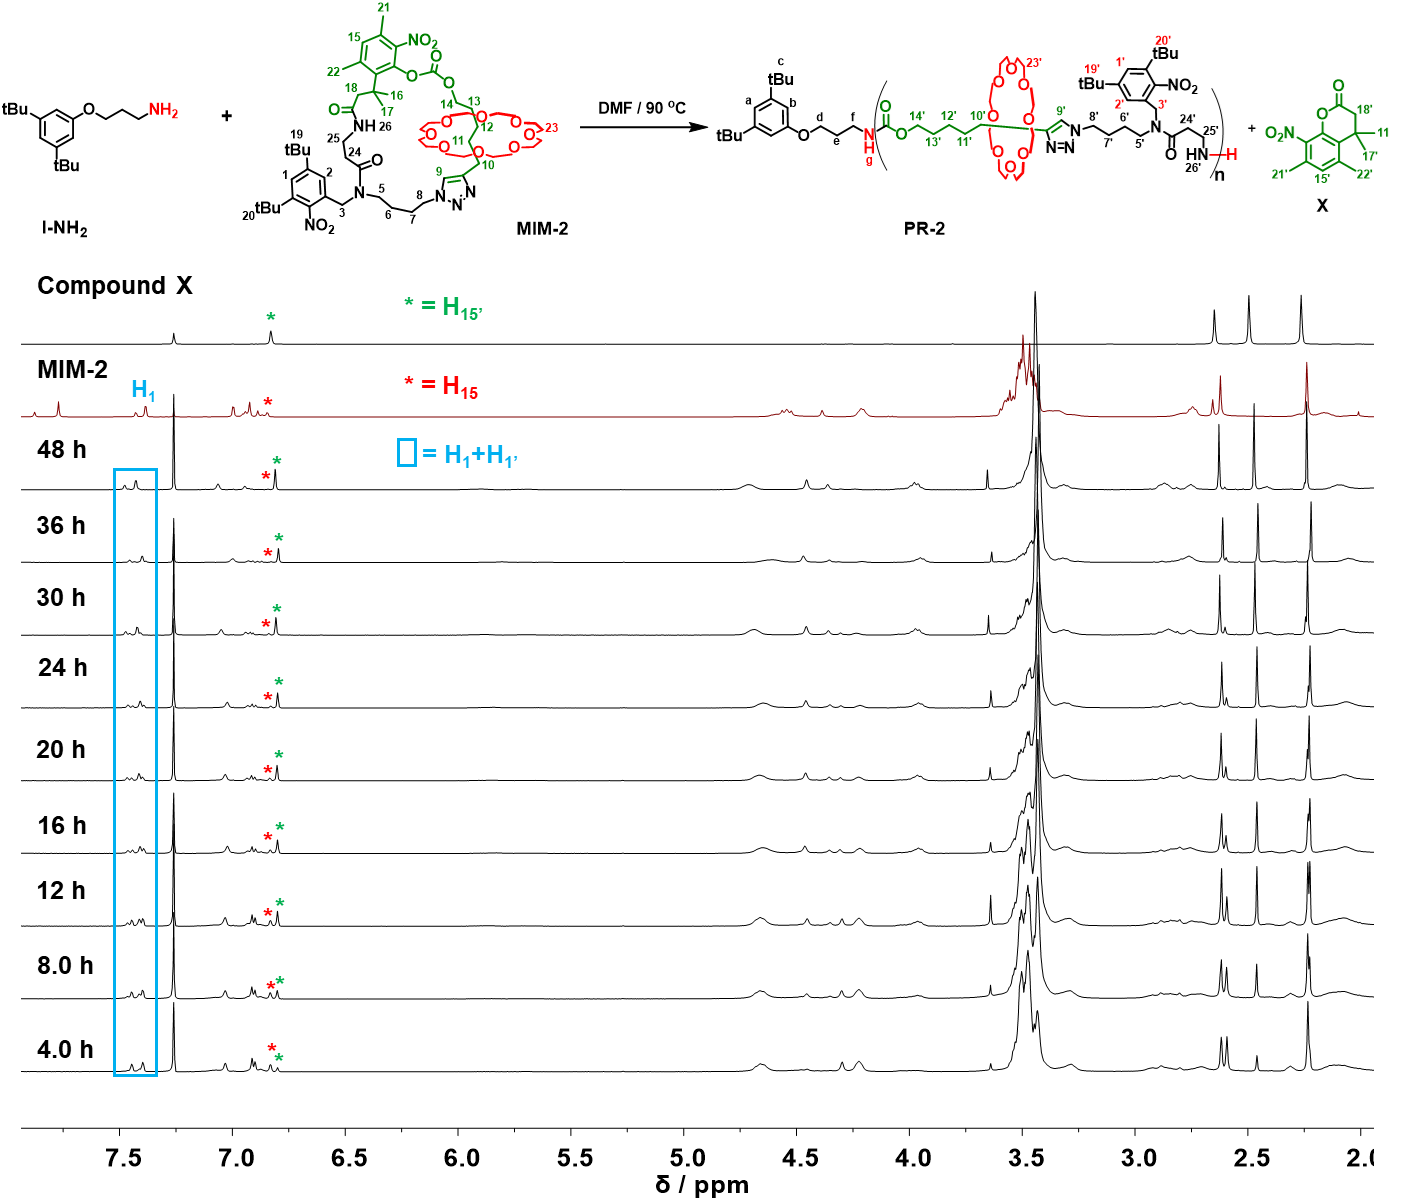 21
15
NO2
22
18
16
17
14
13
NH 26
25
24
19
12
11
23
10
9
1
2
3
5
6
7
8
20
tBu
tBu
NO2
N
O
N
N
N
tBu
O
NH2
tBu
I-NH2
+
MIM-2
DMF / 90 °C
c
tBu
a
b
tBu
O
d
e
f
N
H
g
O
O
14'
13'
12'
11'
10'
23'
9'
N
N=N
8'
7'
6'
5'
N
3'
2'
1'
19'
20'
tBu
tBu
NO2
O
24'
25'
26'
HN
H
n
PR-2
+
O
O
18'
11
17'
O2N
21'
15'
22'
X
Compound X
* = H15'
MIM-2
H1
* = H15
48 h
= H1+H1'
36 h
30 h
24 h
20 h
16 h
12 h
8.0 h
4.0 h
7.5 7.0 6.5 6.0 5.5 5.0 4.5 4.0 3.5 3.0 2.5 2.0
δ / ppm